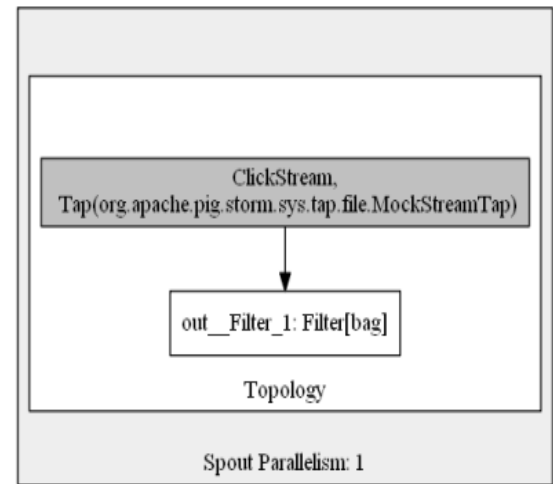 ClickStream,
Tap(org.apache.pig.storm.sys.tap.file.MockStreamTap)
out__Filter_1: Filter[bag]
Topology
Spout Parallelism: 1